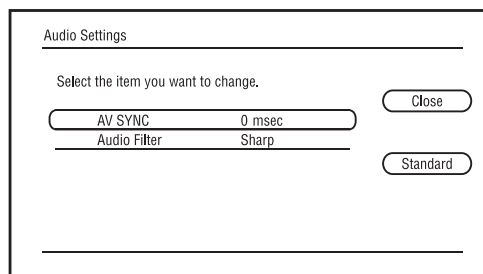 Audio Settings
Select the item you want to change.
Close
AV SYNC 0 msec
Audio Filter Sharp
Standard